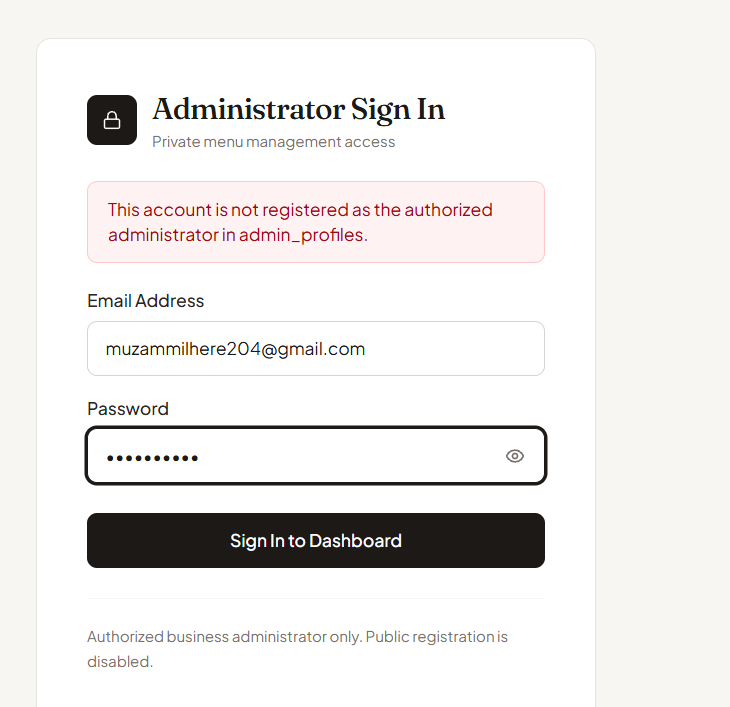 Administrator Sign In
Private menu management access
This account is not registered as the authorized
administrator in admin_profiles.
Email Address
muzammilhere204@gmail.com
Password
••••••••••
Sign In to Dashboard
Authorized business administrator only. Public registration is
disabled.